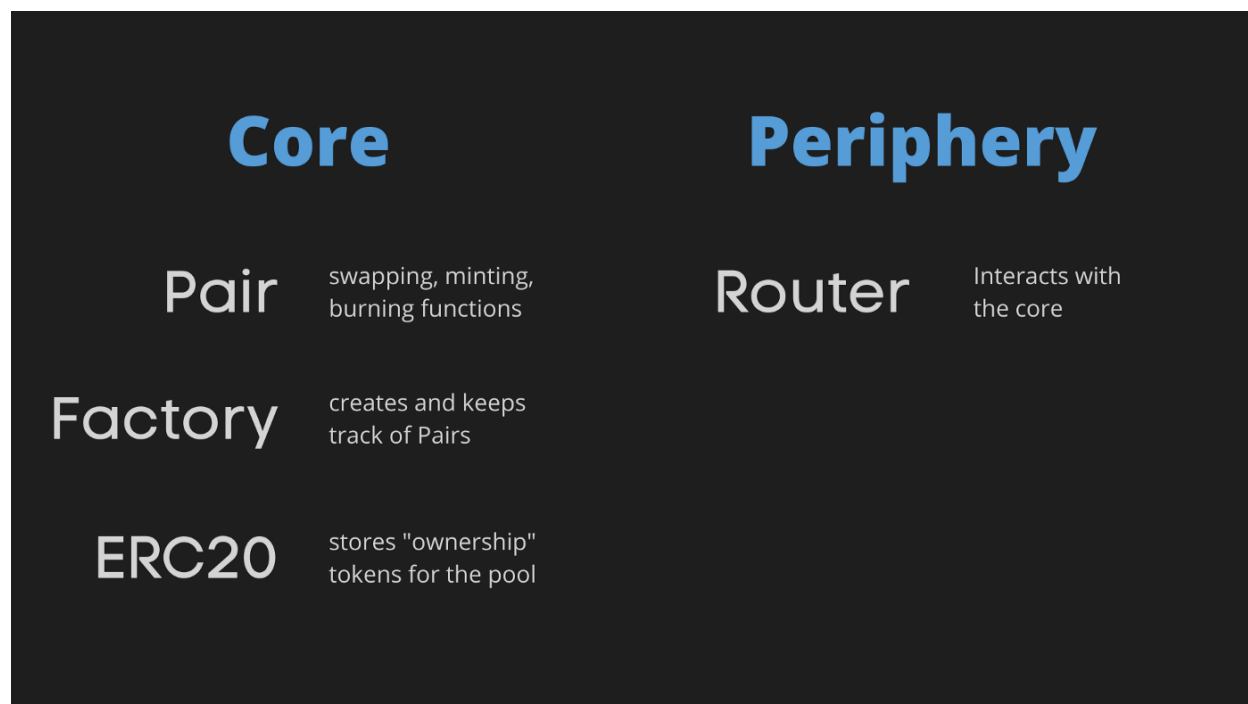 Core
Pair
swapping, minting,
burning functions
Factory
creates and keeps
track of Pairs
ERC20
stores "ownership"
tokens for the pool
Periphery
Router
Interacts with
the core